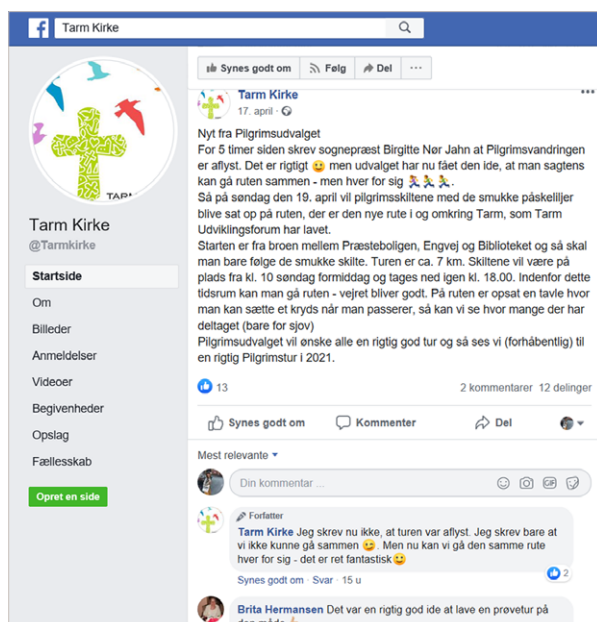 Tarm Kirke
Synes godt om Følg Del ...
Tarm Kirke
17. april
Nyt fra Pilgrimsudvalget
For 5 timer siden skrev sognepræst Birgitte Nør Jahn at Pilgrimsvandringen
er aflyst. Det er rigtigt 😀 men udvalget har nu fået den ide, at man sagtens
kan gå ruten sammen - men hver for sig 🏃🏃🏃.
Så på søndag den 19. april vil pilgrimsskiltene med de smukke påskeliljer
blive sat op på ruten, der er den nye rute i og omkring Tarm, som Tarm
Udviklingsforum har lavet.
Starten er fra broen mellem Præsteboligen, Engvej og Biblioteket og så skal
man bare følge de smukke skilte. Turen er ca. 7 km. Skiltene vil være på
plads fra kl. 10 søndag formiddag og tages ned igen kl. 18.00. Indenfor dette
tidsrum kan man gå ruten - vejret bliver godt. På ruten er opsat en tavle hvor
man kan sætte et kryds når man passerer, så kan vi se hvor mange der har
deltaget (bare for sjov)
Pilgrimsudvalget vil ønske alle en rigtig god tur og så ses vi (forhåbentlig) til
en rigtig Pilgrimstur i 2021.
13 2 kommentarer 12 delinger
Synes godt om Kommenter Del
Mest relevante
Din kommentar ...
GIF
Forfatter
Tarm Kirke Jeg skrev nu ikke, at turen var aflyst. Jeg skrev bare at
vi ikke kunne gå sammen 😉. Men nu kan vi gå den samme rute
hver for sig - det er ret fantastisk😀
2
Synes godt om · Svar · 15 u
Brita Hermansen Det var en rigtig god ide at lave en prøvetur på
TARM
Tarm Kirke
@Tarmkirke
Startside
Om
Billeder
Anmeldelser
Videoer
Begivenheder
Opslag
Fællesskab
Opret en side